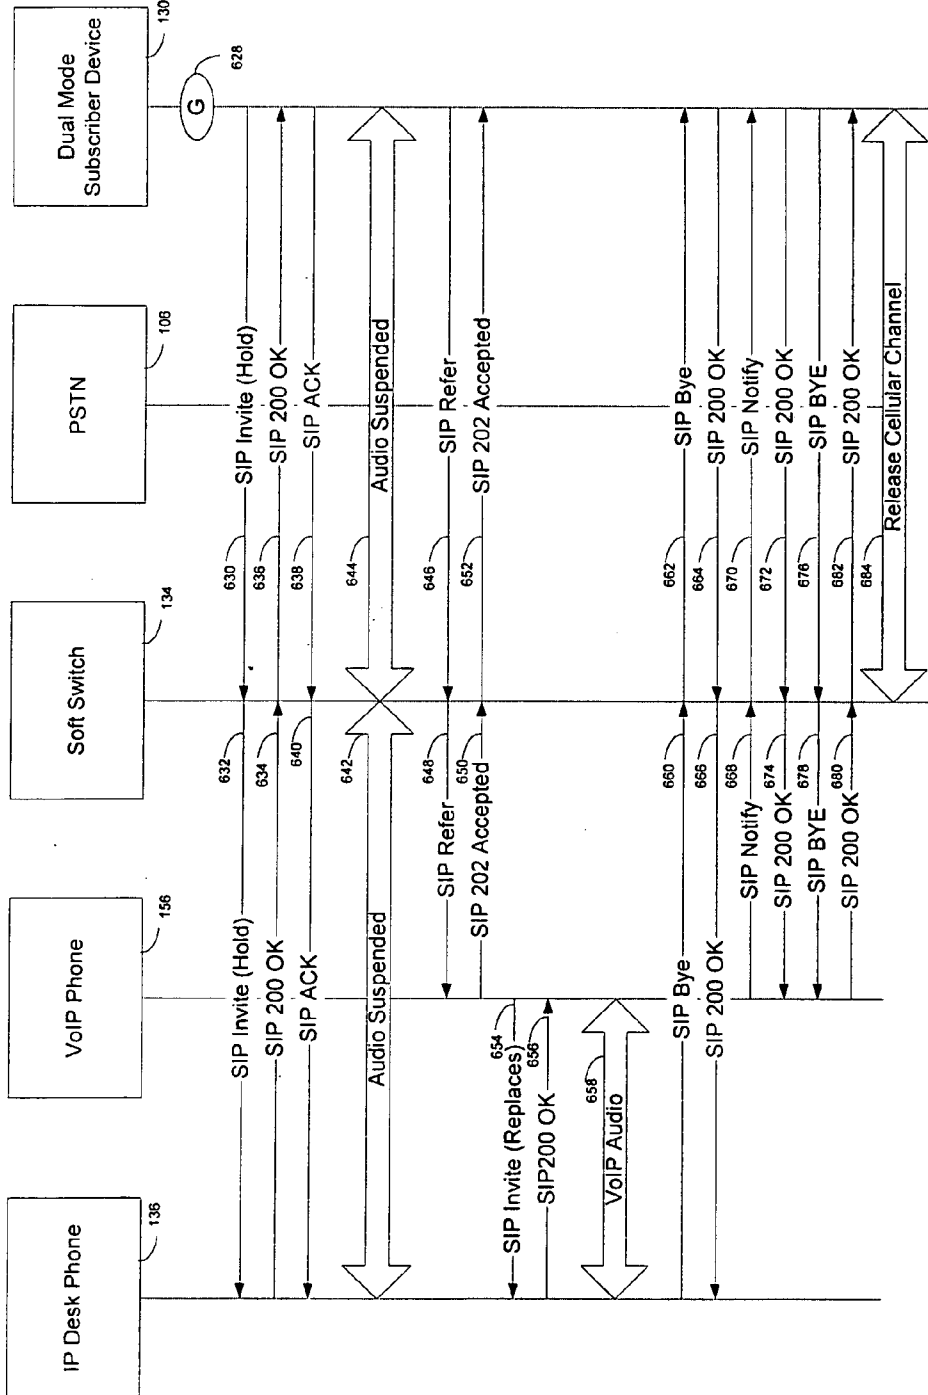 Dual Mode
Subscriber Device
130
G
628
PSTN
106
Soft Switch
134
VoIP Phone
156
IP Desk Phone
136
SIP Invite (Hold)
630
632
SIP Invite (Hold)
SIP 200 OK
636
634
SIP 200 OK
SIP ACK
638
640
SIP ACK
Audio Suspended
644
642
Audio Suspended
SIP Refer
646
648
SIP Refer
SIP 202 Accepted
652
650
SIP 202 Accepted
654
SIP Invite (Replaces)
656
SIP200 OK
658
VoIP Audio
SIP Bye
662
660
SIP Bye
SIP 200 OK
664
666
SIP 200 OK
SIP Notify
670
668
SIP Notify
SIP 200 OK
672
674
SIP 200 OK
SIP BYE
676
678
SIP BYE
SIP 200 OK
682
680
SIP 200 OK
684
Release Cellular Channel